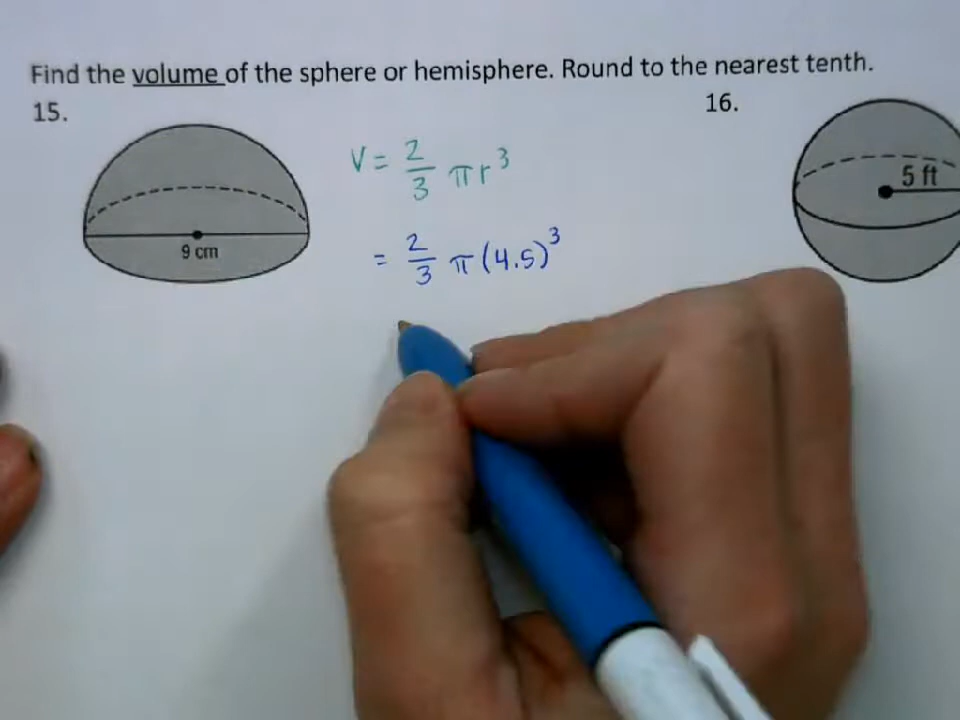 Find the volume of the sphere or hemisphere. Round to the nearest tenth.
15.
9 cm
V = 2/3 πr³
= 2/3 π(4.5)³
16.
5 ft